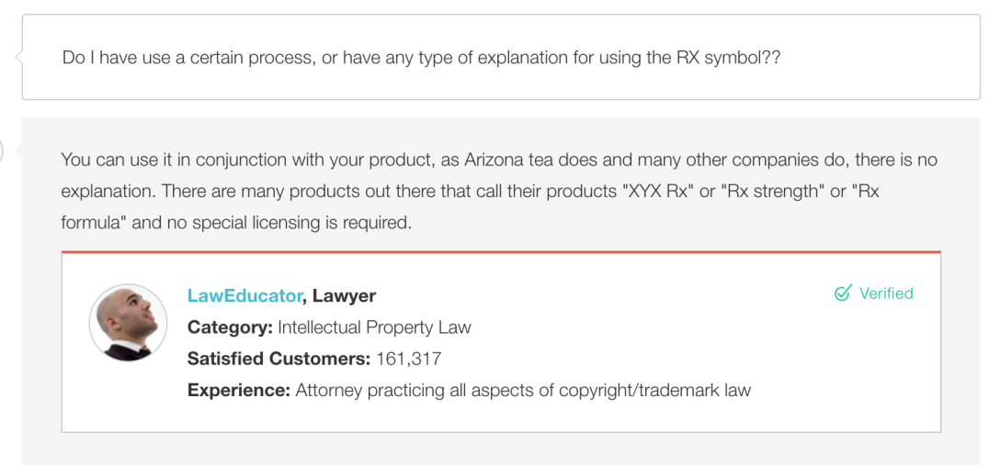 Do I have use a certain process, or have any type of explanation for using the RX symbol??
You can use it in conjunction with your product, as Arizona tea does and many other companies do, there is no
explanation. There are many products out there that call their products "XYX Rx" or "Rx strength" or "Rx
formula" and no special licensing is required.
LawEducator, Lawyer
Verified
Category: Intellectual Property Law
Satisfied Customers: 161,317
Experience: Attorney practicing all aspects of copyright/trademark law